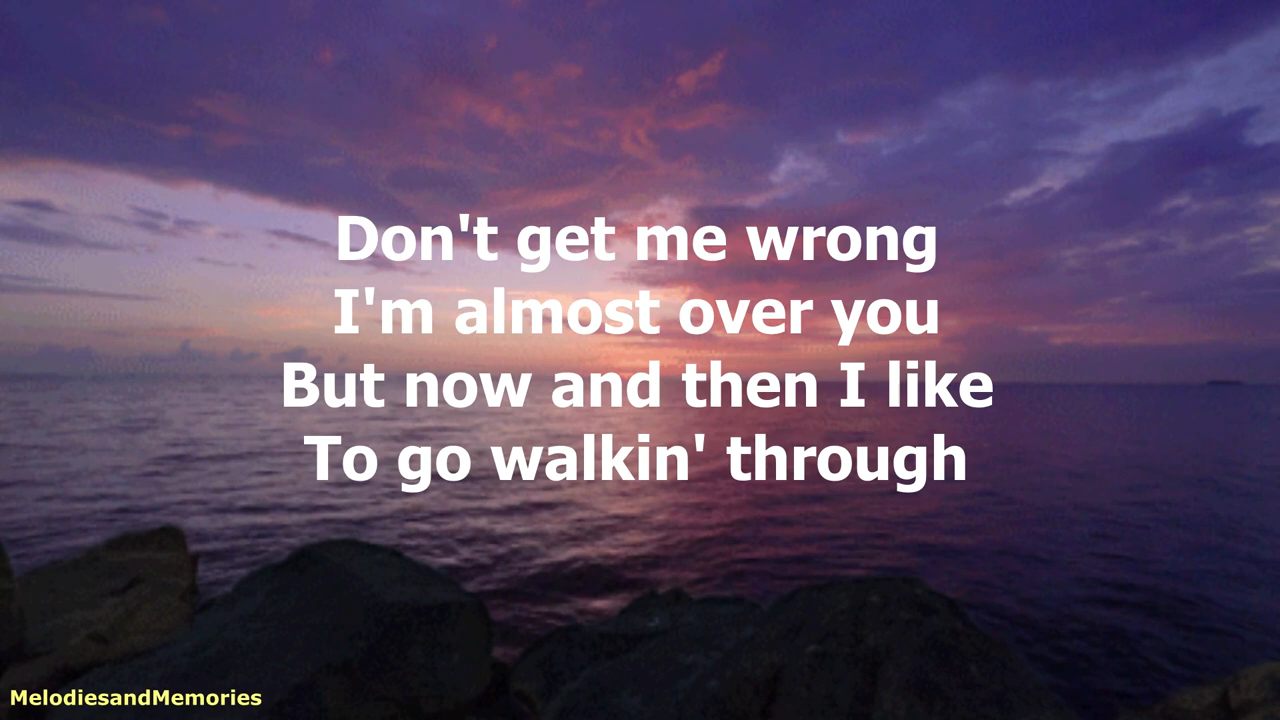 Don't get me wrong
I'm almost over you
But now and then I like
To go walkin' through
MelodiesandMemories